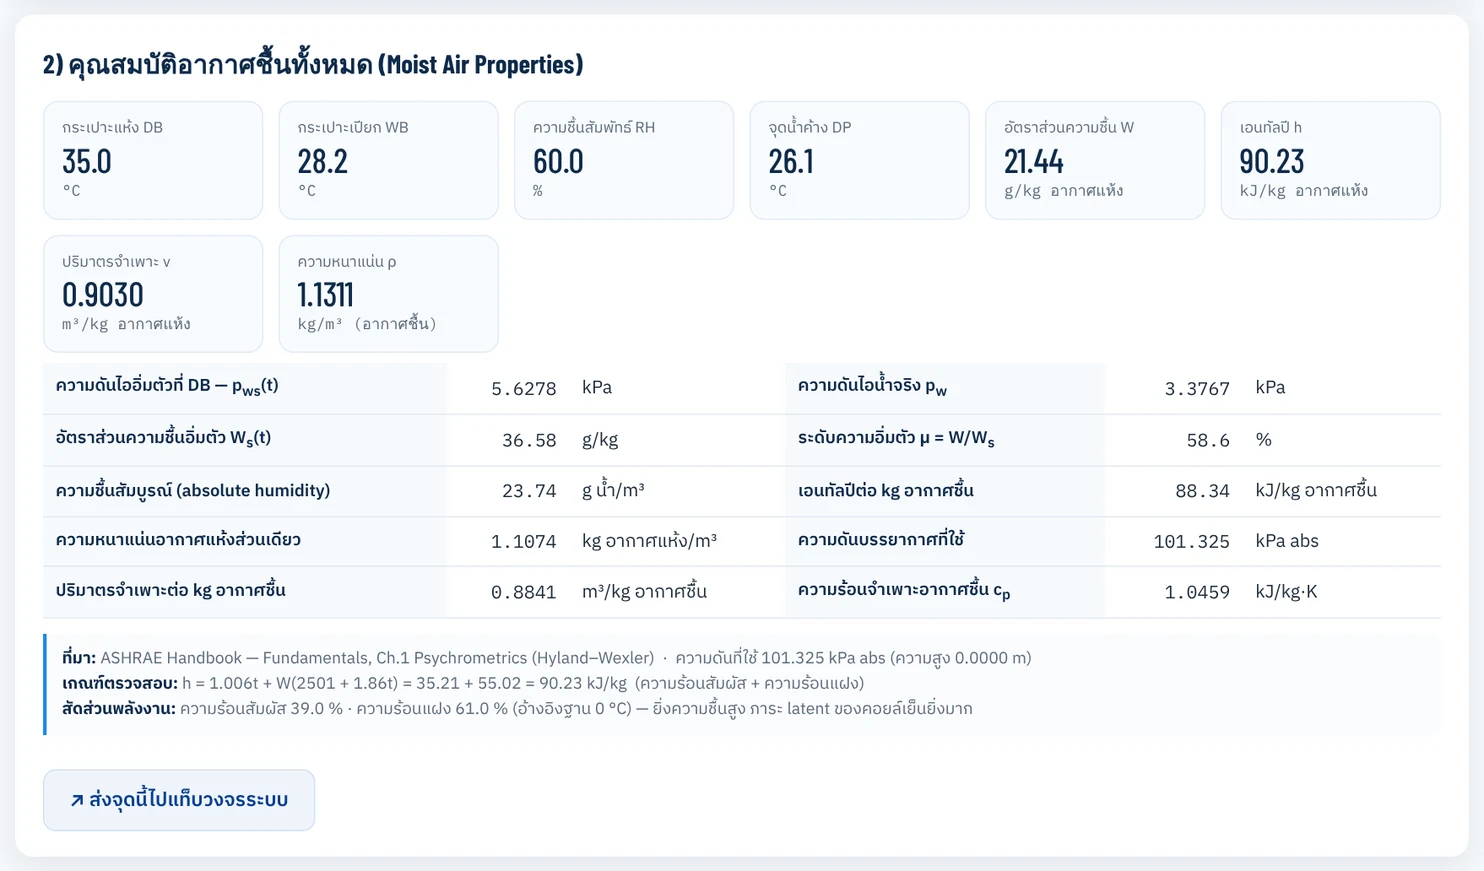 2) คุณสมบัติอากาศชื้นทั้งหมด (Moist Air Properties)
กระเปาะแห้ง DB
35.0
°C
กระเปาะเปียก WB
28.2
°C
ความชื้นสัมพัทธ์ RH
60.0
%
จุดน้ำค้าง DP
26.1
°C
อัตราส่วนความชื้น W
21.44
g/kg อากาศแห้ง
เอนทัลปี h
90.23
kJ/kg อากาศแห้ง
ปริมาตรจำเพาะ v
0.9030
m³/kg อากาศแห้ง
ความหนาแน่น ρ
1.1311
kg/m³ (อากาศชื้น)
ความดันไออิ่มตัวที่ DB — pws(t) 5.6278 kPa ความดันไอน้ำจริง pw 3.3767 kPa
อัตราส่วนความชื้นอิ่มตัว Ws(t) 36.58 g/kg ระดับความอิ่มตัว μ = W/Ws 58.6 %
ความชื้นสัมบูรณ์ (absolute humidity) 23.74 g น้ำ/m³ เอนทัลปีต่อ kg อากาศชื้น 88.34 kJ/kg อากาศชื้น
ความหนาแน่นอากาศแห้งส่วนเดียว 1.1074 kg อากาศแห้ง/m³ ความดันบรรยากาศที่ใช้ 101.325 kPa abs
ปริมาตรจำเพาะต่อ kg อากาศชื้น 0.8841 m³/kg อากาศชื้น ความร้อนจำเพาะอากาศชื้น cp 1.0459 kJ/kg·K
ที่มา: ASHRAE Handbook — Fundamentals, Ch.1 Psychrometrics (Hyland–Wexler) · ความดันที่ใช้ 101.325 kPa abs (ความสูง 0.0000 m)
เกณฑ์ตรวจสอบ: h = 1.006t + W(2501 + 1.86t) = 35.21 + 55.02 = 90.23 kJ/kg (ความร้อนสัมผัส + ความร้อนแฝง)
สัดส่วนพลังงาน: ความร้อนสัมผัส 39.0 % · ความร้อนแฝง 61.0 % (อ้างอิงฐาน 0 °C) — ยิ่งความชื้นสูง ภาระ latent ของคอยล์เย็นยิ่งมาก
↗ ส่งจุดนี้ไปแท็บวงจรระบบ